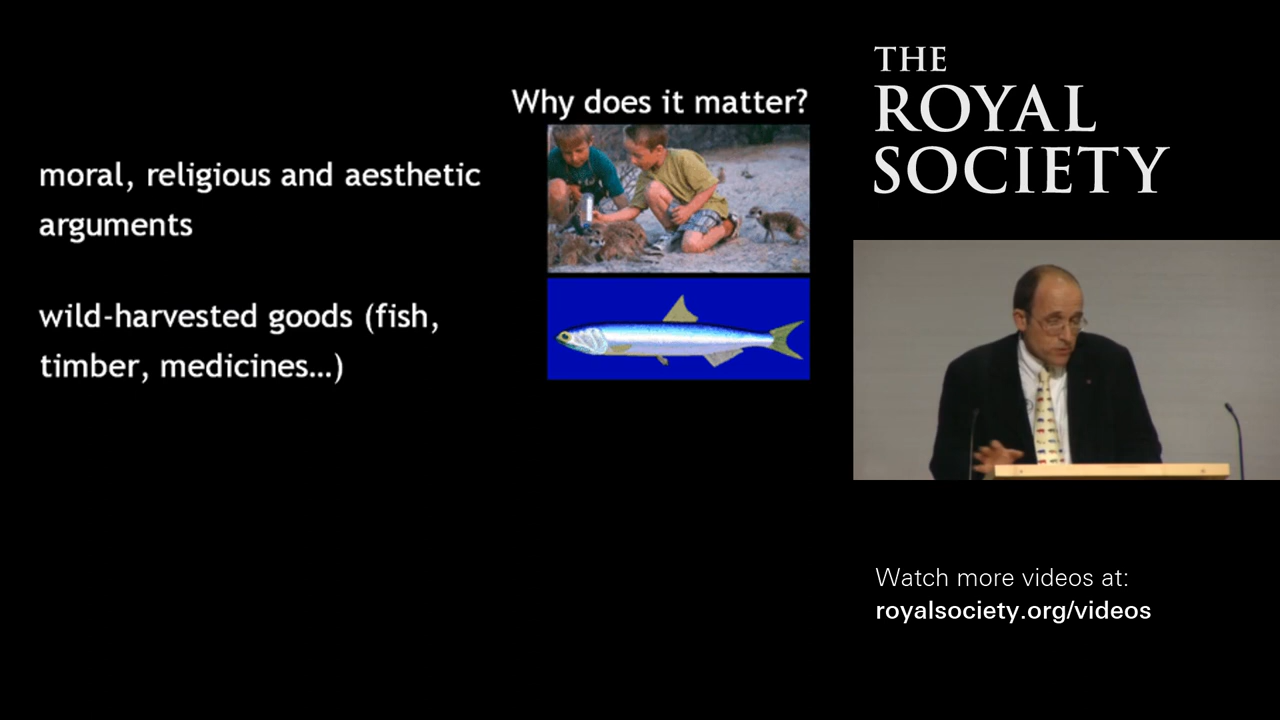 Why does it matter?
moral, religious and aesthetic
arguments
wild-harvested goods (fish,
timber, medicines...)
THE
ROYAL
SOCIETY
Watch more videos at:
royalsociety.org/videos